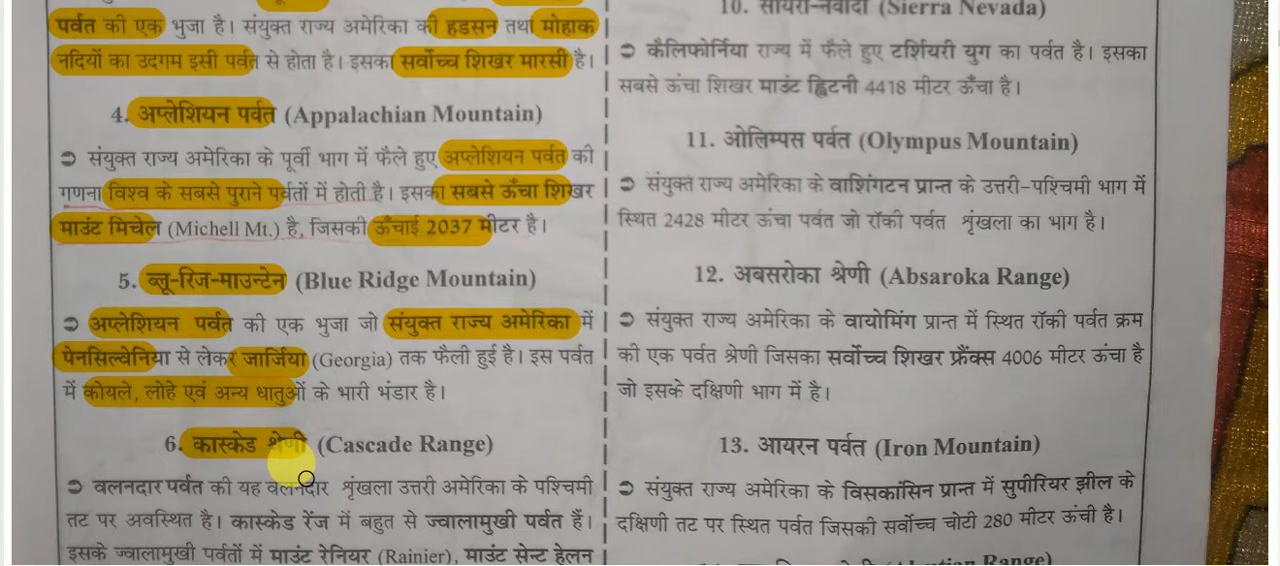 पर्वत की एक भुजा है। संयुक्त राज्य अमेरिका की हडसन तथा मोहाक
नदियों का उदगम इसी पर्वत से होता है। इसका सर्वोच्च शिखर मारसी है।
4. अप्लेशियन पर्वत (Appalachian Mountain)
संयुक्त राज्य अमेरिका के पूर्वी भाग में फैले हुए अप्लेशियन पर्वत की
गणना विश्व के सबसे पुराने पर्वतों में होती है। इसका सबसे ऊँचा शिखर
माउंट मिचेल (Michell Mt.) है, जिसकी ऊँचाई 2037 मीटर है।
5. ब्लू-रिज-माउन्टेन (Blue Ridge Mountain)
अप्लेशियन पर्वत की एक भुजा जो संयुक्त राज्य अमेरिका में
पेनसिल्वेनिया से लेकर जार्जिया (Georgia) तक फैली हुई है। इस पर्वत
में कोयले, लोहे एवं अन्य धातुओं के भारी भंडार है।
6. कास्केड श्रेणी (Cascade Range)
वलनदार पर्वत की यह वलनदार शृंखला उत्तरी अमेरिका के पश्चिमी
तट पर अवस्थित है। कास्केड रेंज में बहुत से ज्वालामुखी पर्वत हैं।
इसके ज्वालामुखी पर्वतों में माउंट रेनियर (Rainier), माउंट सेन्ट हेलन
10. सीयरा-नेवादा (Sierra Nevada)
कैलिफोर्निया राज्य में फैले हुए टर्शियरी युग का पर्वत है। इसका
सबसे ऊंचा शिखर माउंट ह्विटनी 4418 मीटर ऊँचा है।
11. ओलिम्पस पर्वत (Olympus Mountain)
संयुक्त राज्य अमेरिका के वाशिंगटन प्रान्त के उत्तरी-पश्चिमी भाग में
स्थित 2428 मीटर ऊंचा पर्वत जो रॉकी पर्वत शृंखला का भाग है।
12. अबसरोका श्रेणी (Absaroka Range)
संयुक्त राज्य अमेरिका के वायोमिंग प्रान्त में स्थित रॉकी पर्वत क्रम
की एक पर्वत श्रेणी जिसका सर्वोच्च शिखर फ्रैंक्स 4006 मीटर ऊंचा है
जो इसके दक्षिणी भाग में है।
13. आयरन पर्वत (Iron Mountain)
संयुक्त राज्य अमेरिका के विसकांसिन प्रान्त में सुपीरियर झील के
दक्षिणी तट पर स्थित पर्वत जिसकी सर्वोच्च चोटी 280 मीटर ऊंची है।
Range)